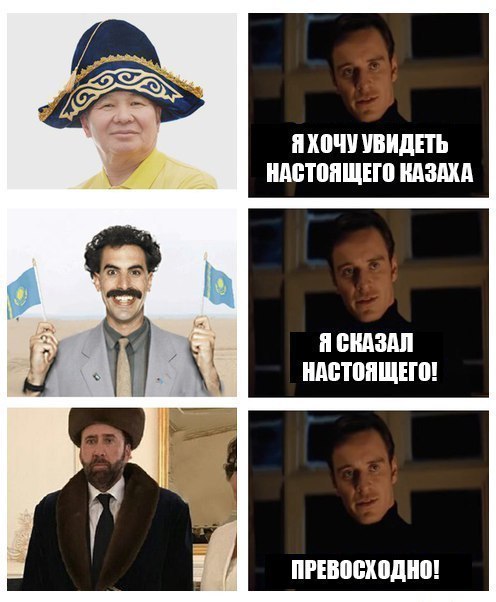 Я ХОЧУ УВИДЕТЬ
НАСТОЯЩЕГО КАЗАХА
Я СКАЗАЛ
НАСТОЯЩЕГО!
ПРЕВОСХОДНО!